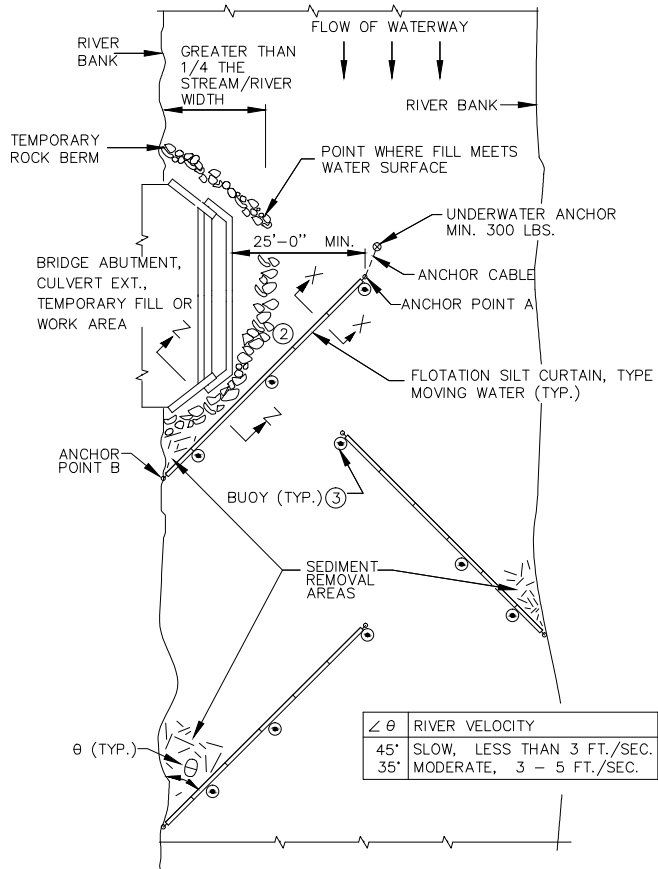 FLOW OF WATERWAY
RIVER
BANK
GREATER THAN
1/4 THE
STREAM/RIVER
WIDTH
RIVER BANK
TEMPORARY
ROCK BERM
POINT WHERE FILL MEETS
WATER SURFACE
UNDERWATER ANCHOR
MIN. 300 LBS.
25'-0" MIN.
ANCHOR CABLE
BRIDGE ABUTMENT,
CULVERT EXT.,
TEMPORARY FILL OR
WORK AREA
X
ANCHOR POINT A
X
Z
2
FLOTATION SILT CURTAIN, TYPE
MOVING WATER (TYP.)
Z
ANCHOR
POINT B
BUOY (TYP.) 3
SEDIMENT
REMOVAL
AREAS
θ (TYP.)
θ
∠ θ RIVER VELOCITY
45° SLOW, LESS THAN 3 FT./SEC.
35° MODERATE, 3 – 5 FT./SEC.